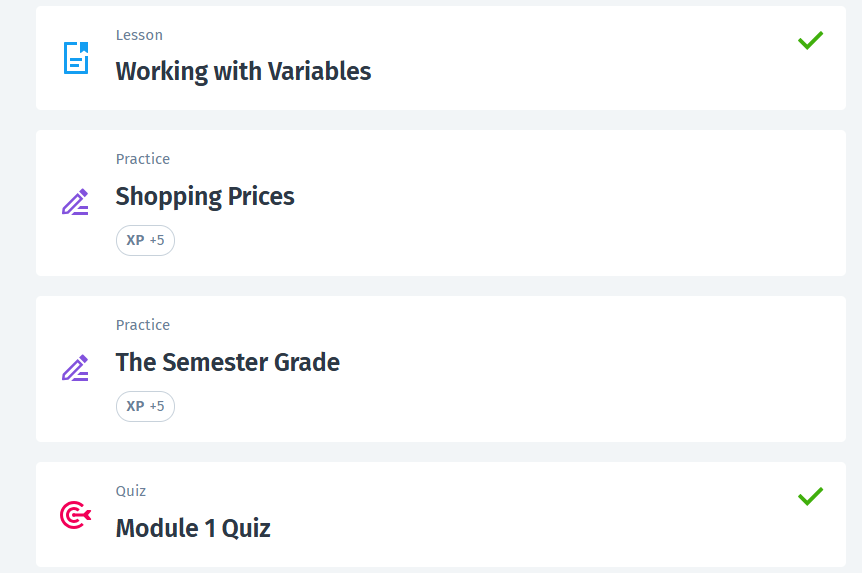 Lesson
Working with Variables
Practice
Shopping Prices
XP +5
Practice
The Semester Grade
XP +5
Quiz
Module 1 Quiz